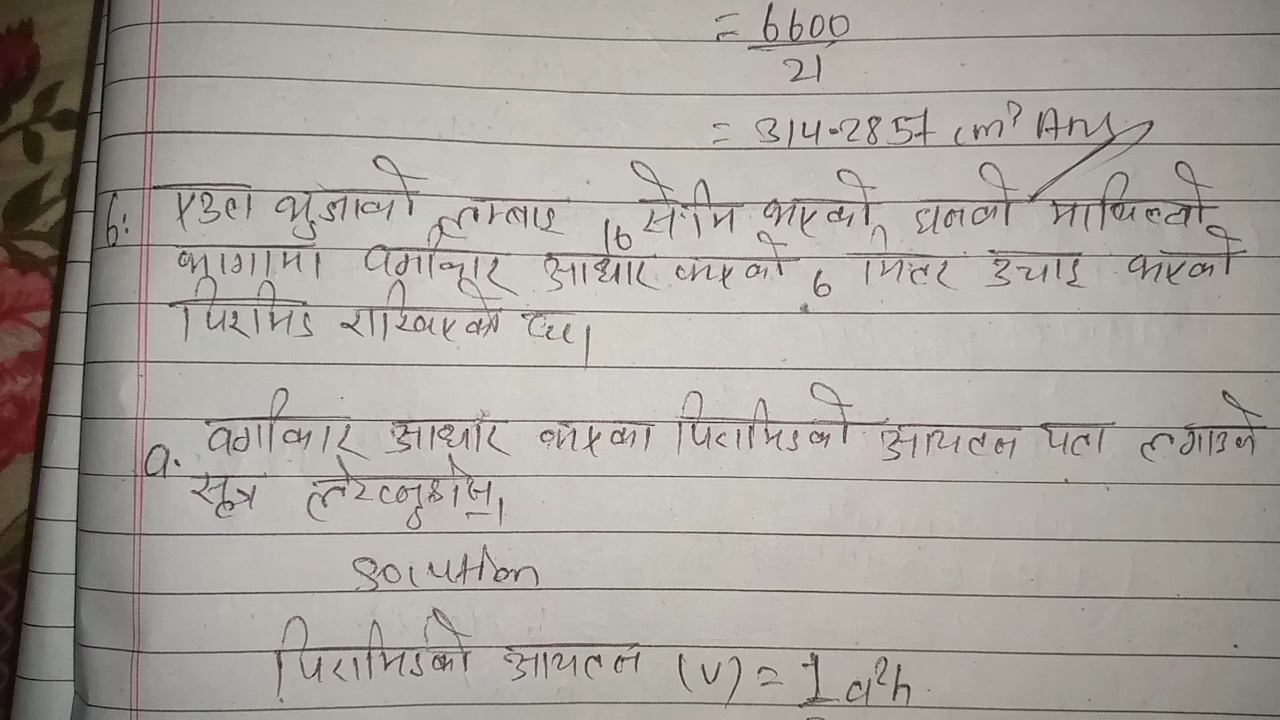 = 6600
21
= 314.2857 cm³ Ans
6. एउटा भुजाको लम्बाइ 16 से.मि भएको घनको माथिल्लो
भागमा वर्गाकार आधार भएको 6 मिटर उचाइ भएको
पिरामिड राखिएको छ।
a. वर्गाकार आधार भएका पिरामिडको आयतन पत्ता लगाउने
सूत्र लेख्नुहोस्।
Solution
पिरामिडको आयतन (V) = 1 a²h